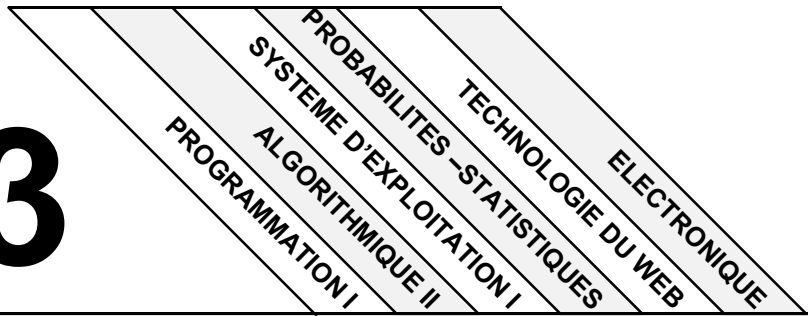 3
PROGRAMMATION I
ALGORITHMIQUE II
SYSTEME D'EXPLOITATION I
PROBABILITES –STATISTIQUES
TECHNOLOGIE DU WEB
ELECTRONIQUE